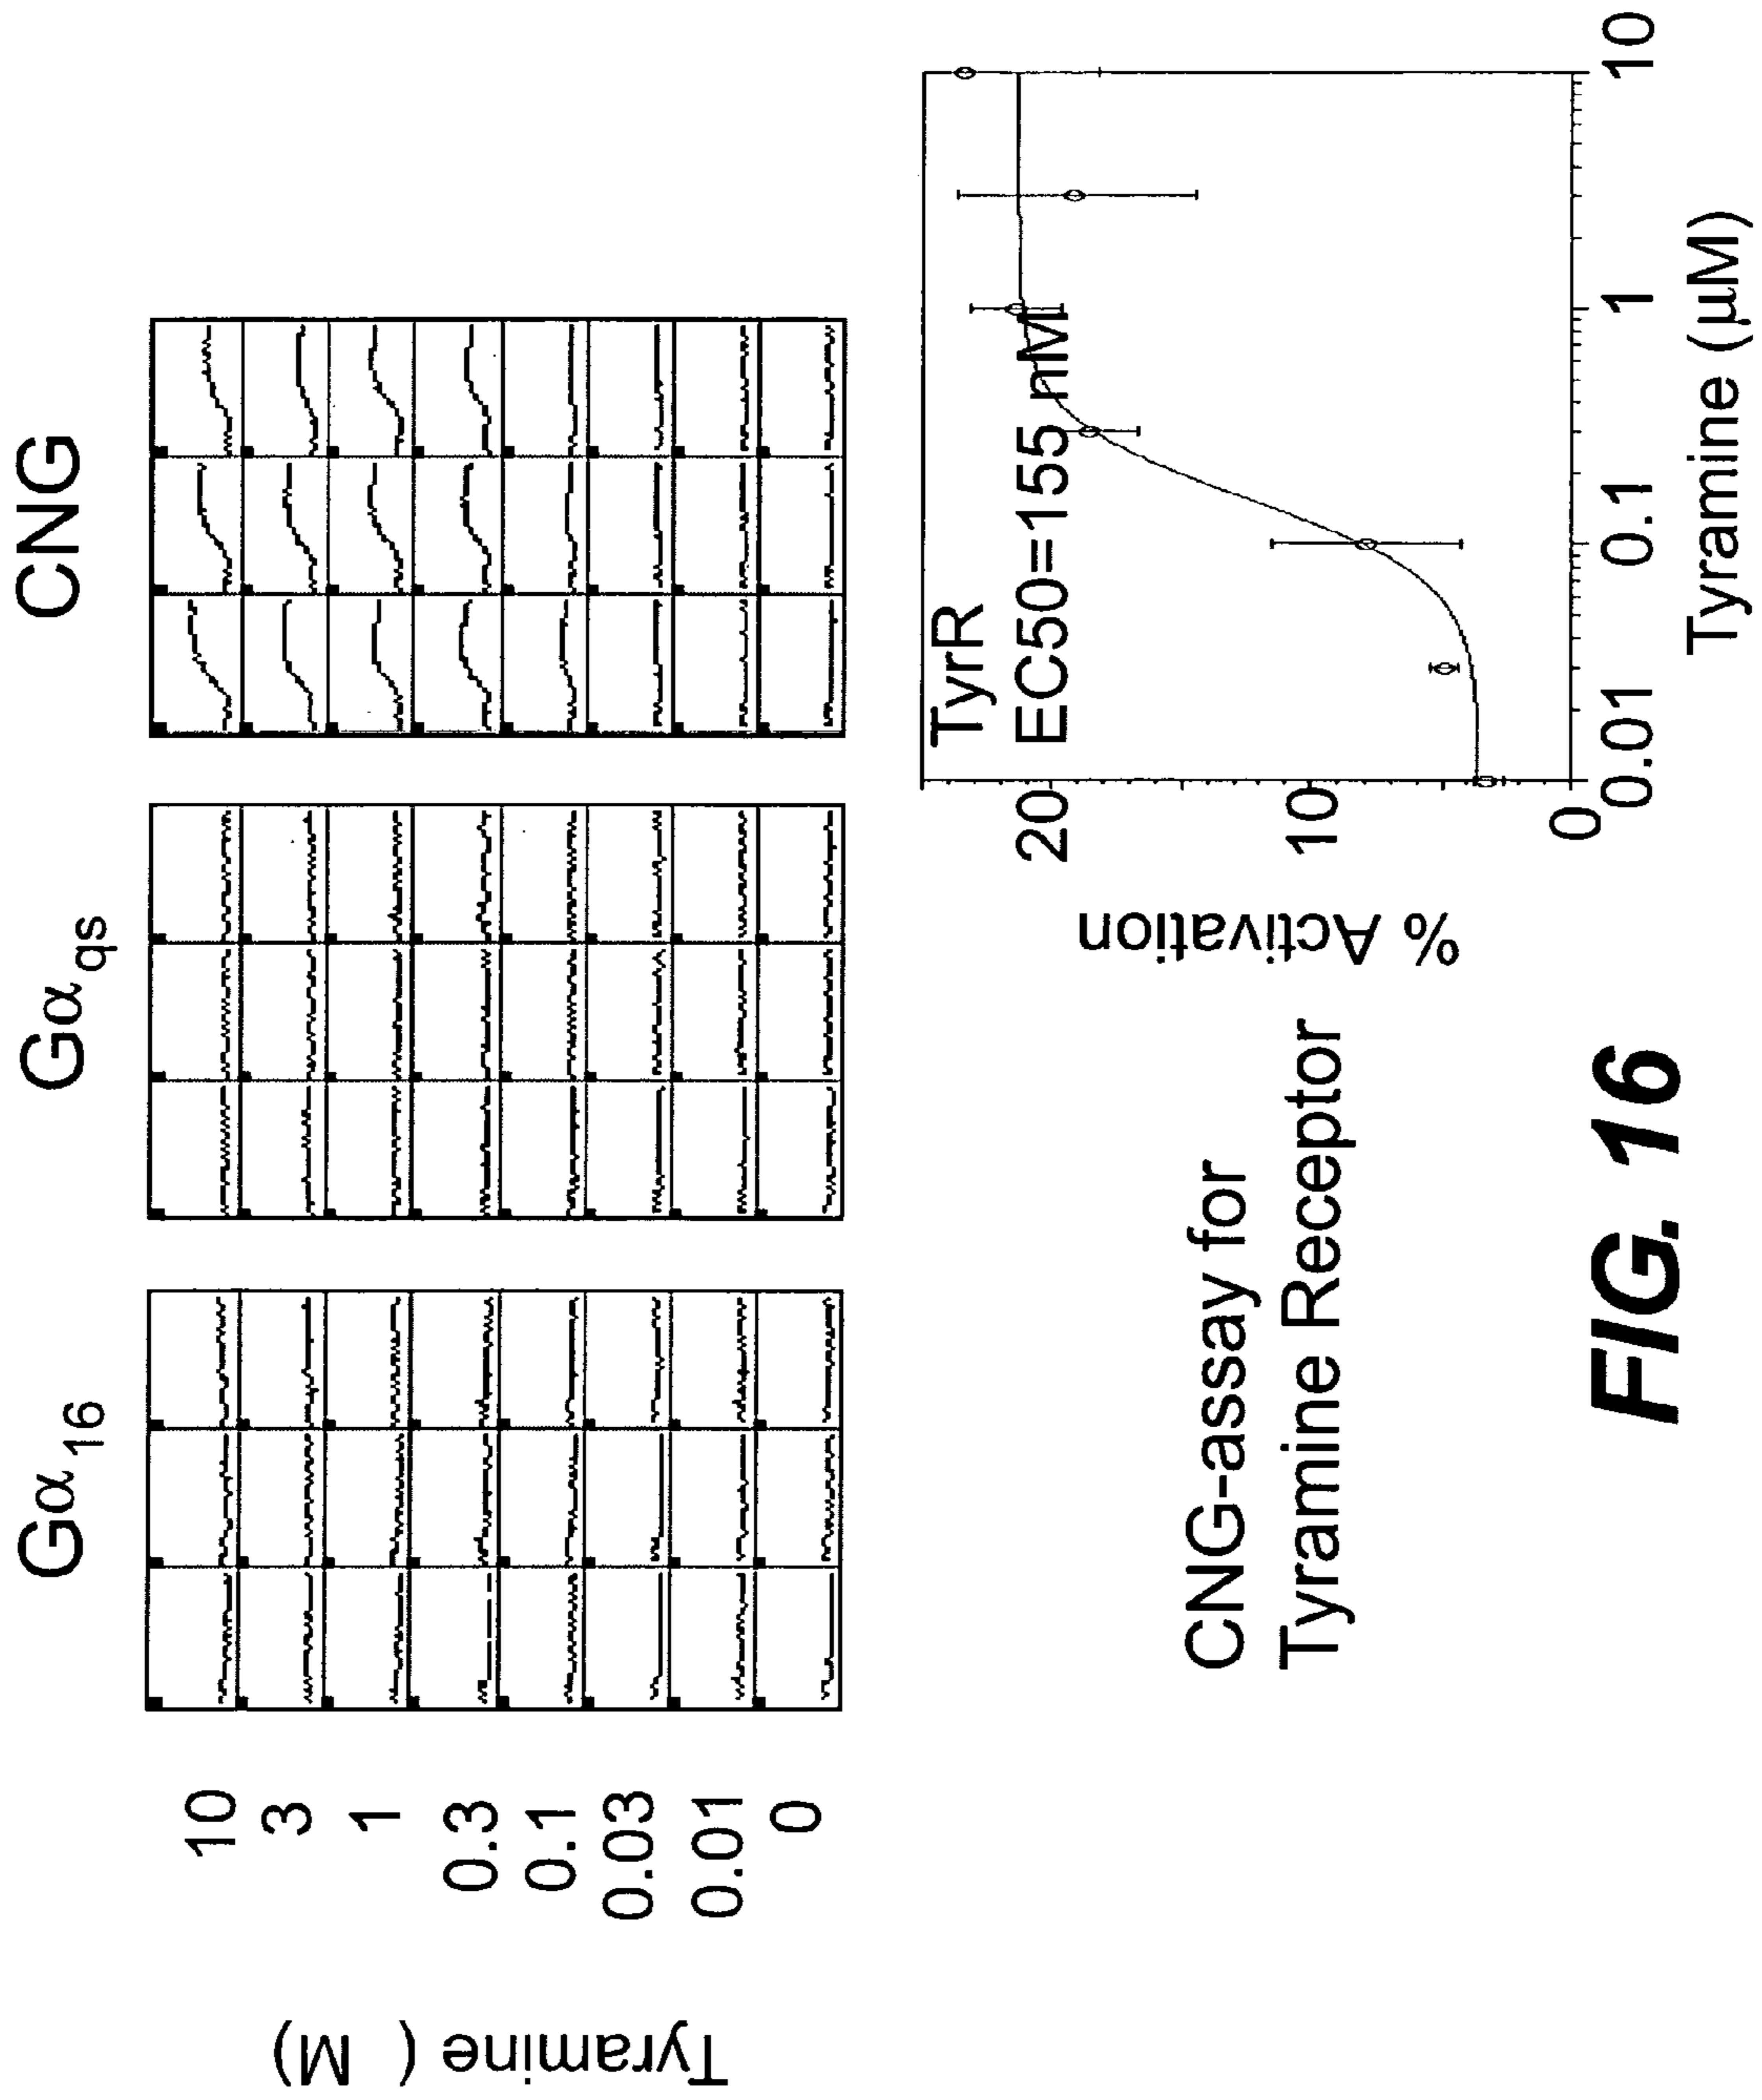 Gα16
Gαqs
CNG
Tyramine ( M)
10
3
1
0.3
0.1
0.03
0.01
0
CNG-assay for
Tyramine Receptor
% Activation
20
10
0
TyrR
EC50=155 nM
0.01
0.1
1
10
Tyramine (µM)
FIG. 16